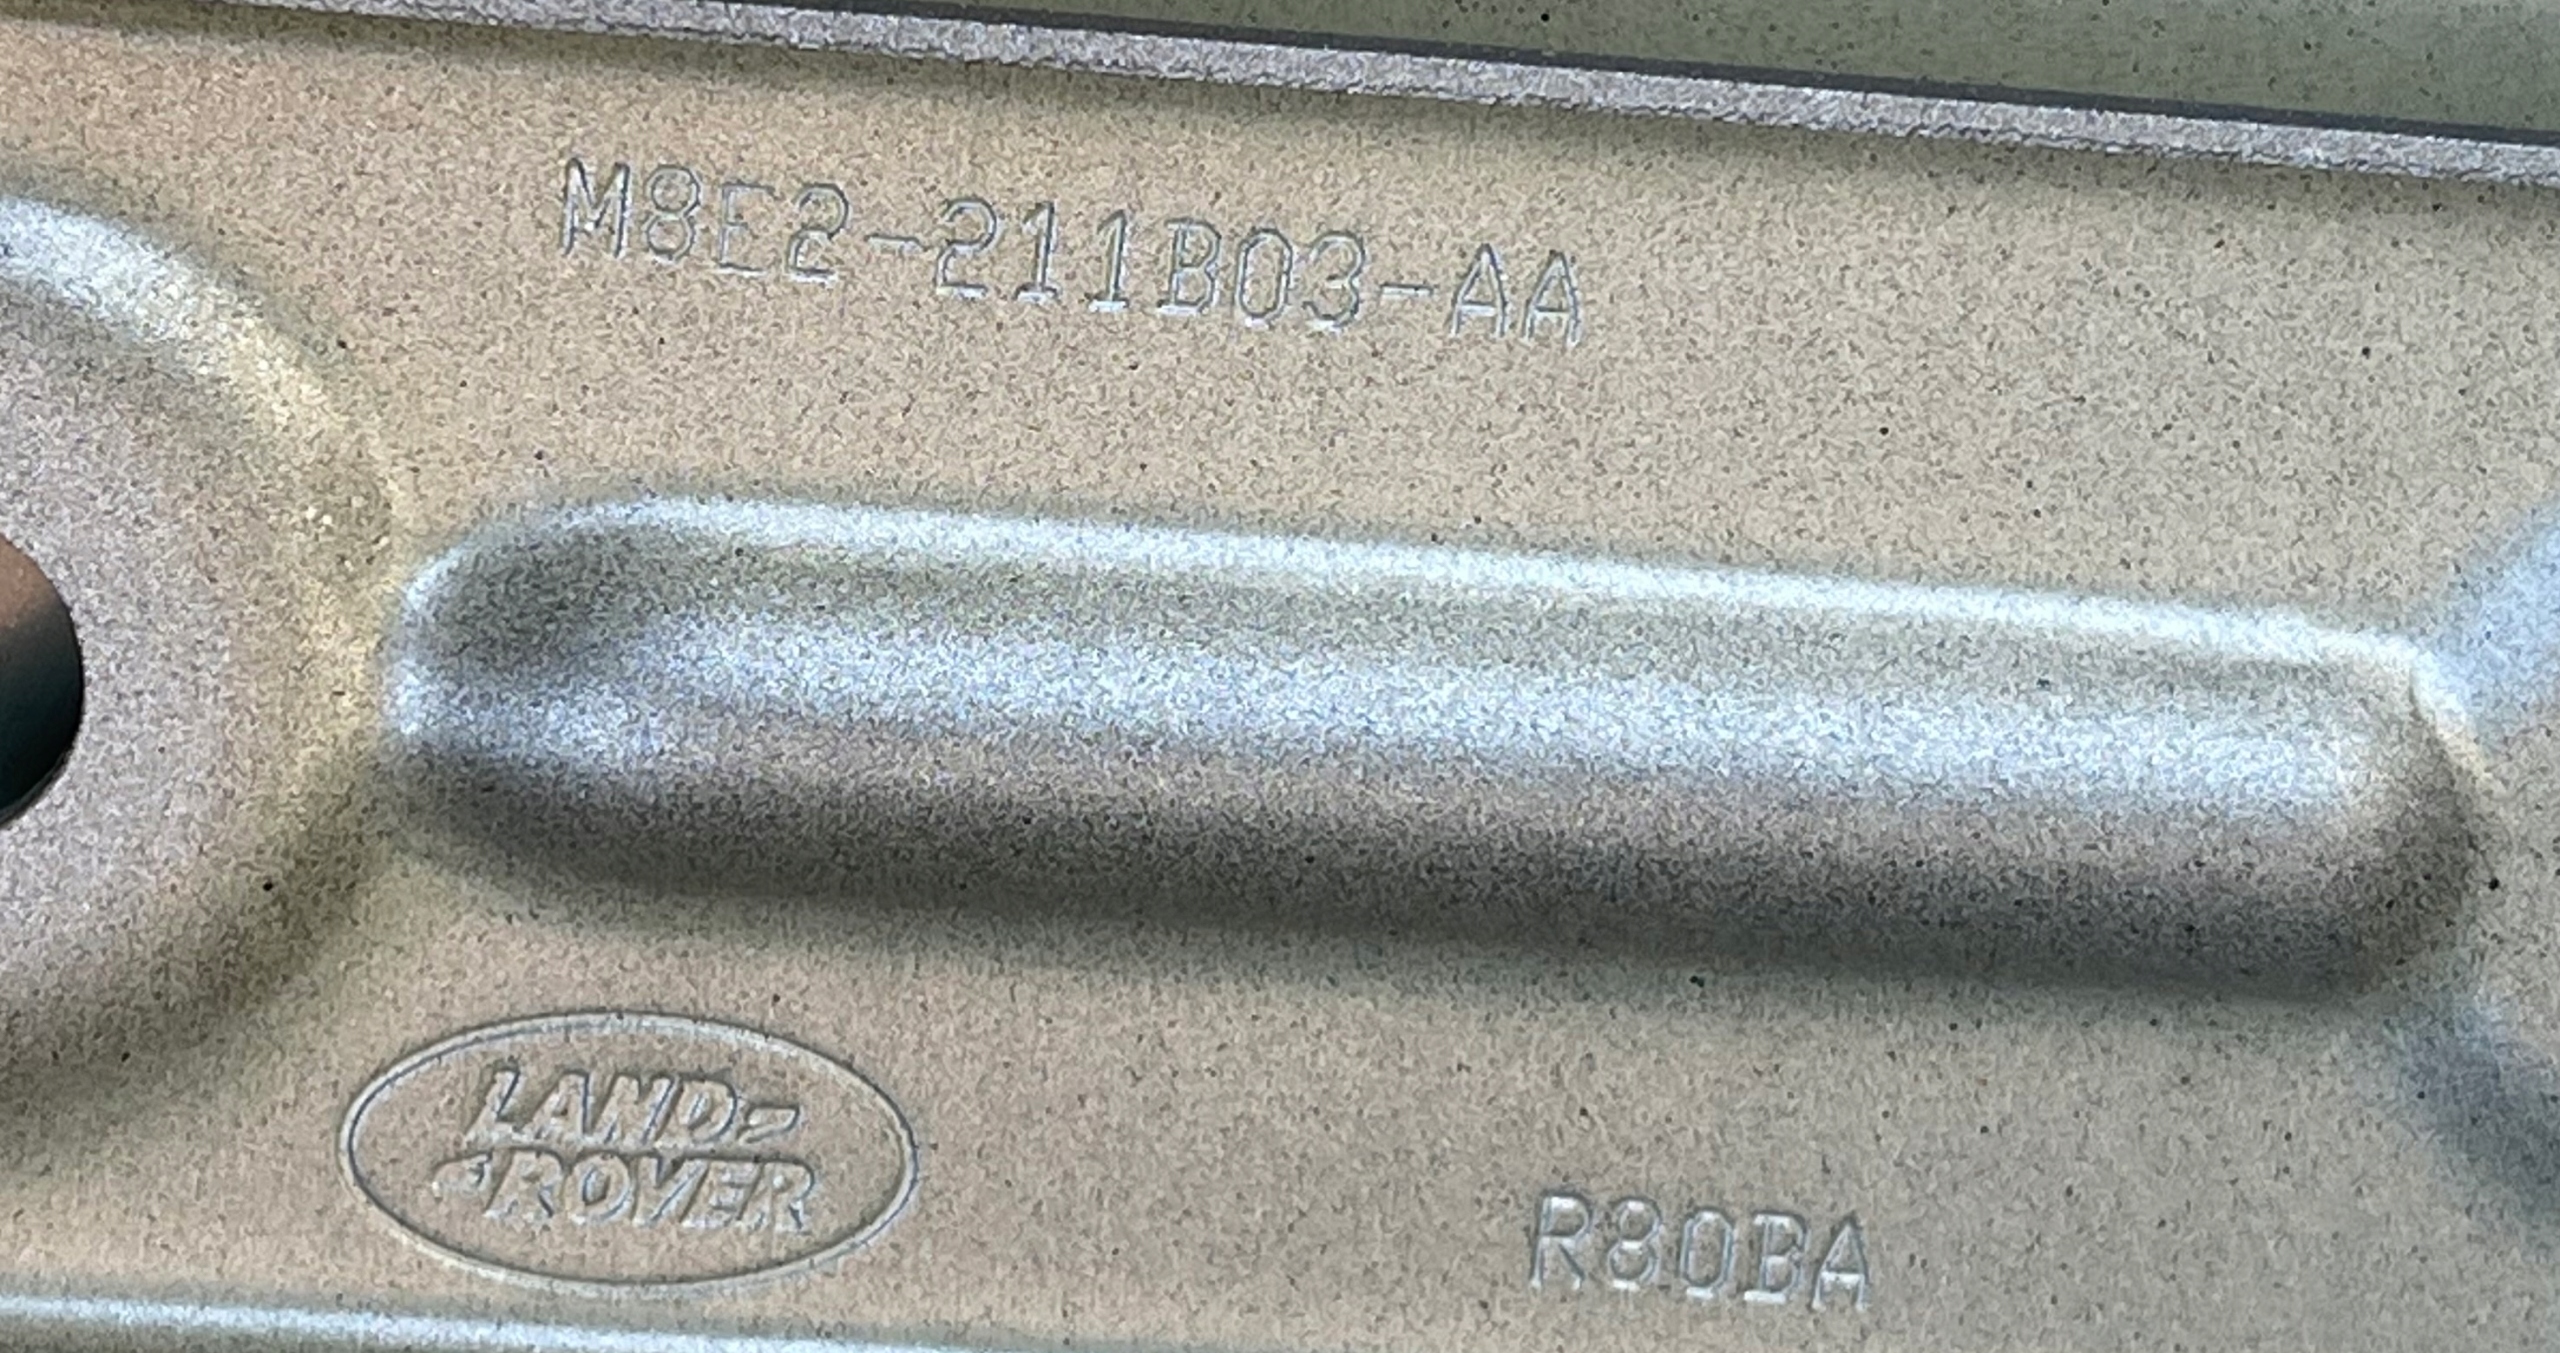 M8E2-211B03-AA
LAND-
-ROVER
R80BA